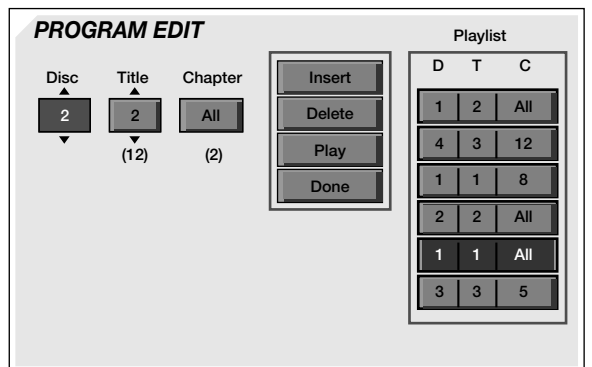 PROGRAM EDIT
Disc Title Chapter
2 2 All
(12) (2)
Insert
Delete
Play
Done
Playlist
D T C
1 2 All
4 3 12
1 1 8
2 2 All
1 1 All
3 3 5